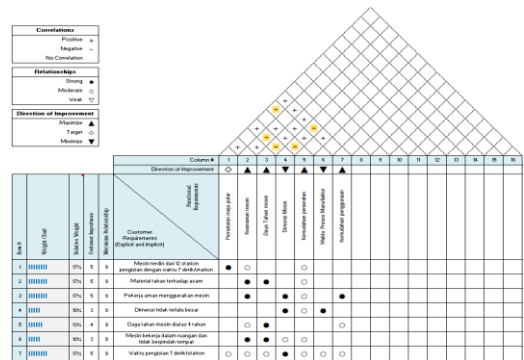 Correlations
Positive +
Negative −
No Correlation
Relationships
Strong ●
Moderate ○
Weak ▽
Direction of Improvement
Maximize ▲
Target ◇
Minimize ▼
Column # 1 2 3 4 5 6 7 8 9 10 11 12 13 14 15 16
Direction of Improvement ◇ ▲ ▲ ▼ ▲ ▼ ▲
Row #
Weight Chart
Relative Weight
Customer Importance
Maximum Relationship
Customer
Requirements
(Explicit and Implicit)
Functional
Requirements
Keamanan mesin
Daya Tahan mesin
Dimensi Mesin
Kemudahan perawatan
Waktu Proses Manufaktur
Kemudahan penggunaan
1 17% 5 9 Mesin terdiri dari 12 station
pengisian dengan waktu 7 detik/station ● ○ ○
2 17% 5 9 Material tahan terhadap asam ● ● ○
3 17% 5 9 Pekerja aman menggunakan mesin ● ● ○ ●
4 10% 3 9 Dimensi tidak terlalu besar ● ○ ●
5 13% 4 9 Daya tahan mesin diatas 4 tahun ○ ● ○
6 10% 3 9 Mesin bekerja dalam ruangan dan
tidak berpindah tempat ● ● ○ ○
7 17% 5 9 Waktu pengisian 7 detik/station ○ ○ ○ ● ○ ○ ○